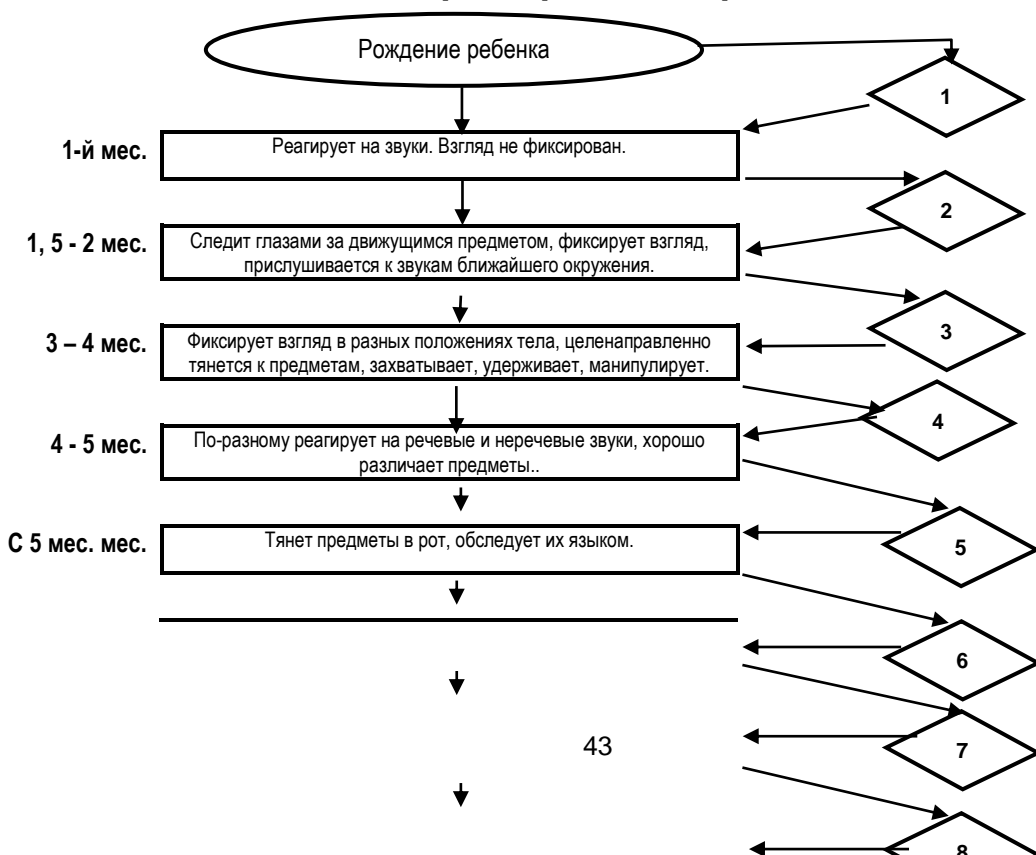 Рождение ребенка
1
1-й мес.
Реагирует на звуки. Взгляд не фиксирован.
2
1, 5 - 2 мес.
Следит глазами за движущимся предметом, фиксирует взгляд,
прислушивается к звукам ближайшего окружения.
3
3 – 4 мес.
Фиксирует взгляд в разных положениях тела, целенаправленно
тянется к предметам, захватывает, удерживает, манипулирует.
4
4 - 5 мес.
По-разному реагирует на речевые и неречевые звуки, хорошо
различает предметы..
5
С 5 мес. мес.
Тянет предметы в рот, обследует их языком.
6
43
7
8